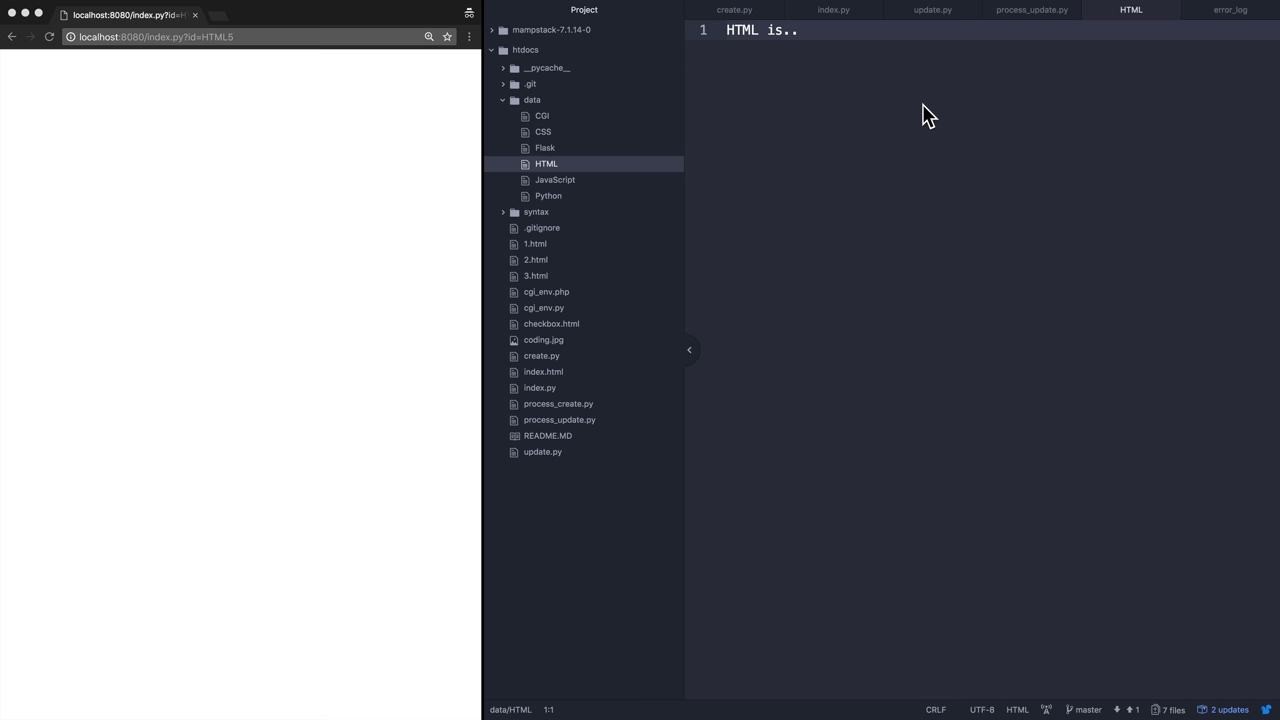 localhost:8080/index.py?id=H
localhost:8080/index.py?id=HTML5
Project
mampstack-7.1.14-0
htdocs
__pycache__
.git
data
CGI
CSS
Flask
HTML
JavaScript
Python
syntax
.gitignore
1.html
2.html
3.html
cgi_env.php
cgi_env.py
checkbox.html
coding.jpg
create.py
index.html
index.py
process_create.py
process_update.py
README.MD
update.py
create.py index.py update.py process_update.py HTML error_log
1 HTML is..
data/HTML 1:1 CRLF UTF-8 HTML master 1 7 files 2 updates